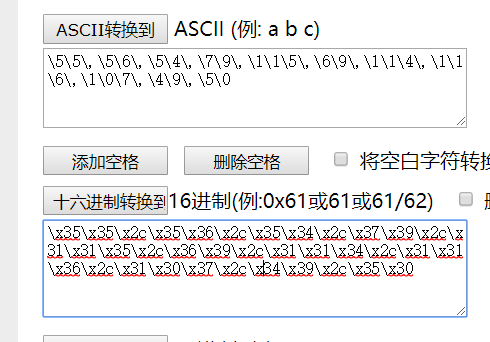 ASCII转换到 ASCII (例: a b c)
\5\5\, \5\6\, \5\4\, \7\9\, \1\1\5\, \6\9\, \1\1\4\, \1\1
\6\, \1\0\7\, \4\9\, \5\0
添加空格 删除空格 将空白字符转换
十六进制转换到 16进制(例:0x61或61或61/62)
\x35\x35\x2c\x35\x36\x2c\x35\x34\x2c\x37\x39\x2c\x
31\x31\x35\x2c\x36\x39\x2c\x31\x31\x34\x2c\x31\x31
\x36\x2c\x31\x30\x37\x2c\x34\x39\x2c\x35\x30